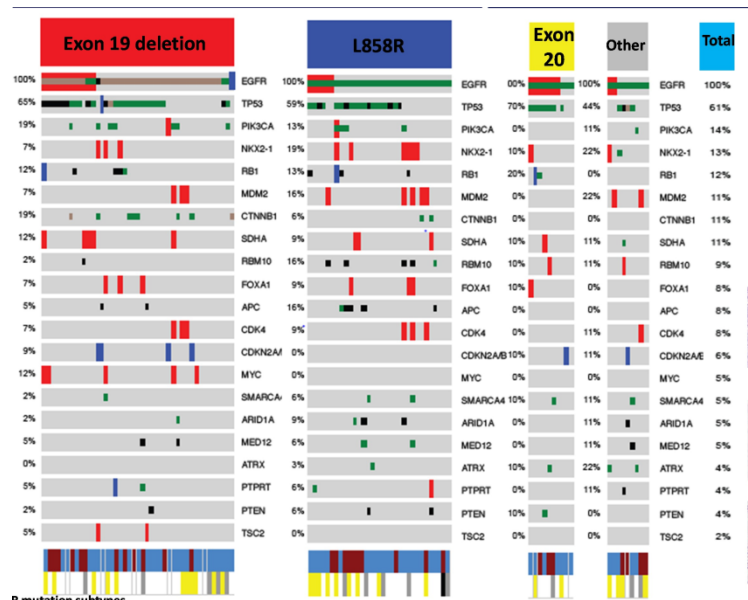 Exon 19 deletion L858R Exon 20 Other Total
100% EGFR 100% EGFR 00% 100% EGFR 100%
65% TP53 59% TP53 70% 44% TP53 61%
19% PIK3CA 13% PIK3CA 0% 11% PIK3CA 14%
7% NKX2-1 19% NKX2-1 10% 22% NKX2-1 13%
12% RB1 13% RB1 20% 0% RB1 12%
7% MDM2 16% MDM2 0% 22% MDM2 11%
19% CTNNB1 6% CTNNB1 0% 0% CTNNB1 11%
12% SDHA 9% SDHA 10% 11% SDHA 11%
2% RBM10 16% RBM10 10% 11% RBM10 9%
7% FOXA1 9% FOXA1 10% 0% FOXA1 8%
5% APC 16% APC 0% 0% APC 8%
7% CDK4 9% CDK4 0% 11% CDK4 8%
9% CDKN2A/ 0% CDKN2A/B 10% 11% CDKN2A/E 6%
12% MYC 0% MYC 0% 0% MYC 5%
2% SMARCA4 6% SMARCA4 10% 11% SMARCA4 5%
2% ARID1A 9% ARID1A 0% 11% ARID1A 5%
5% MED12 6% MED12 0% 11% MED12 5%
0% ATRX 3% ATRX 10% 22% ATRX 4%
5% PTPRT 6% PTPRT 0% 11% PTPRT 4%
2% PTEN 6% PTEN 10% 0% PTEN 4%
5% TSC2 0% TSC2 0% 0% TSC2 2%